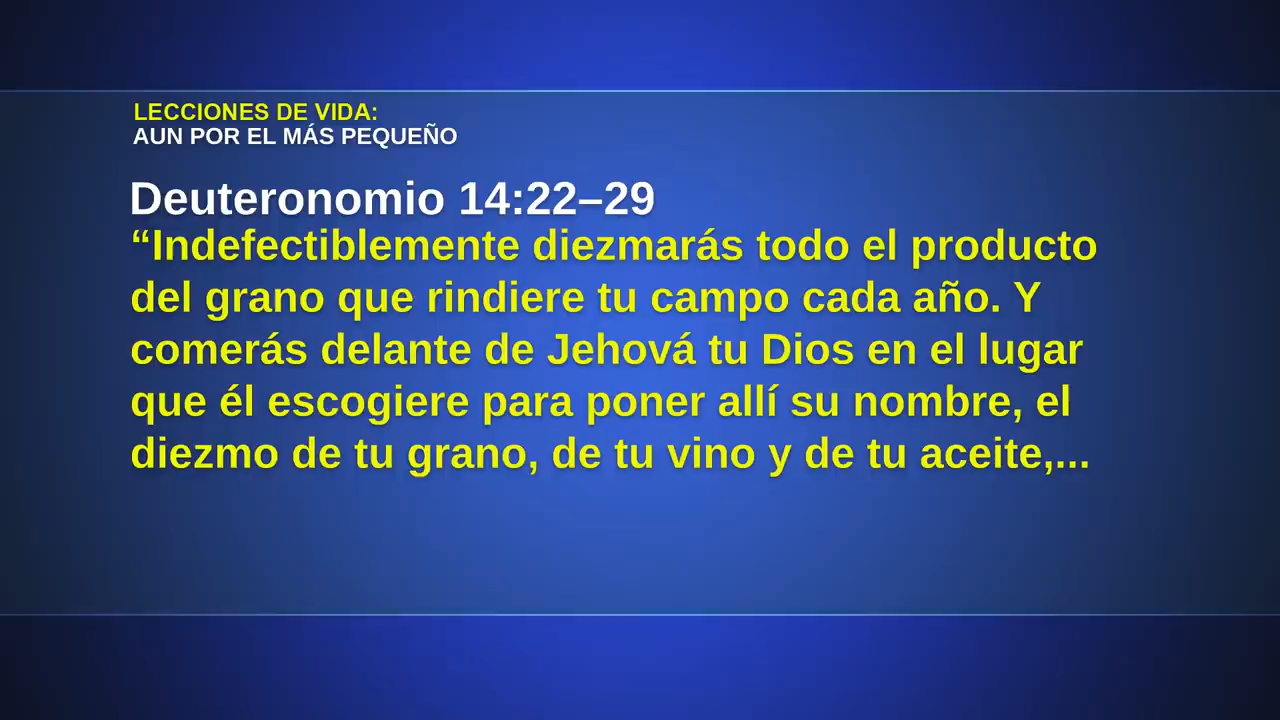 LECCIONES DE VIDA:
AUN POR EL MÁS PEQUEÑO
Deuteronomio 14:22–29
“Indefectiblemente diezmarás todo el producto
del grano que rindiere tu campo cada año. Y
comerás delante de Jehová tu Dios en el lugar
que él escogiere para poner allí su nombre, el
diezmo de tu grano, de tu vino y de tu aceite,...